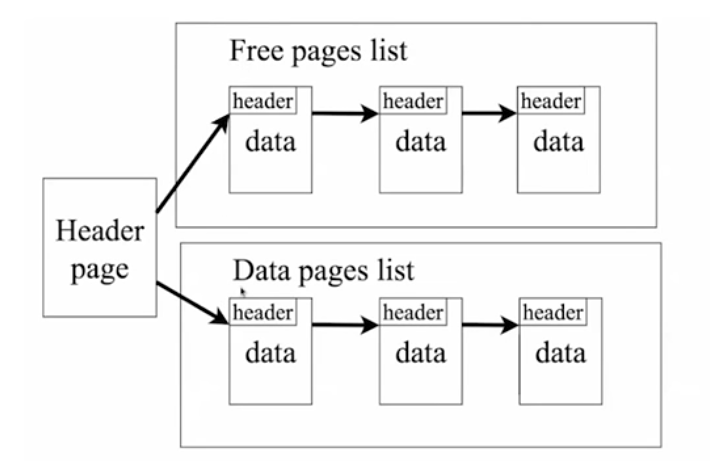 Free pages list
header
header
header
data
data
data
Header
page
Data pages list
header
header
header
data
data
data